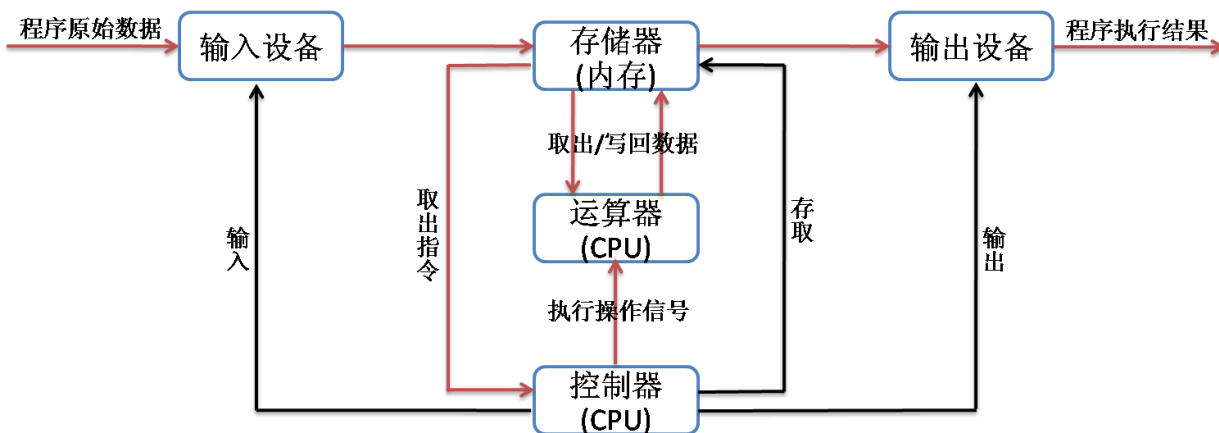 程序原始数据
输入设备
存储器
(内存)
输出设备
程序执行结果
取出/写回数据
取出指令
运算器
(CPU)
存取
输入
输出
执行操作信号
控制器
(CPU)